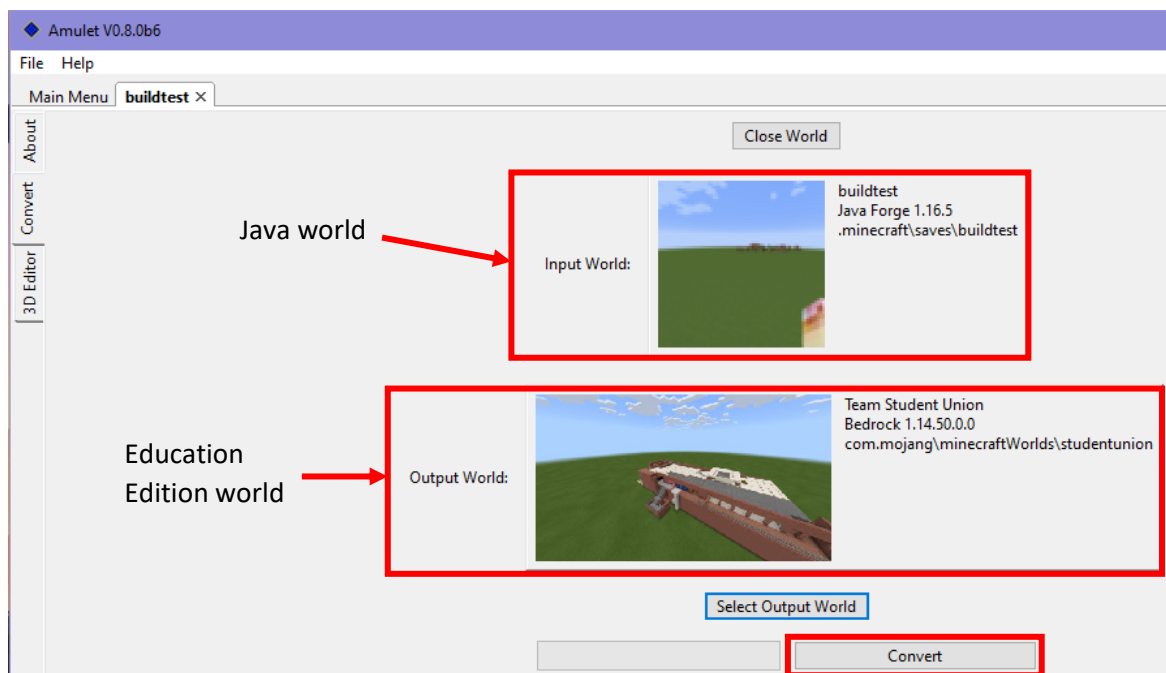 Amulet V0.8.0b6
File Help
Main Menu buildtest ×
About
Convert
3D Editor
Close World
Java world
Input World:
buildtest
Java Forge 1.16.5
.minecraft\saves\buildtest
Education
Edition world
Output World:
Team Student Union
Bedrock 1.14.50.0.0
com.mojang\minecraftWorlds\studentunion
Select Output World
Convert